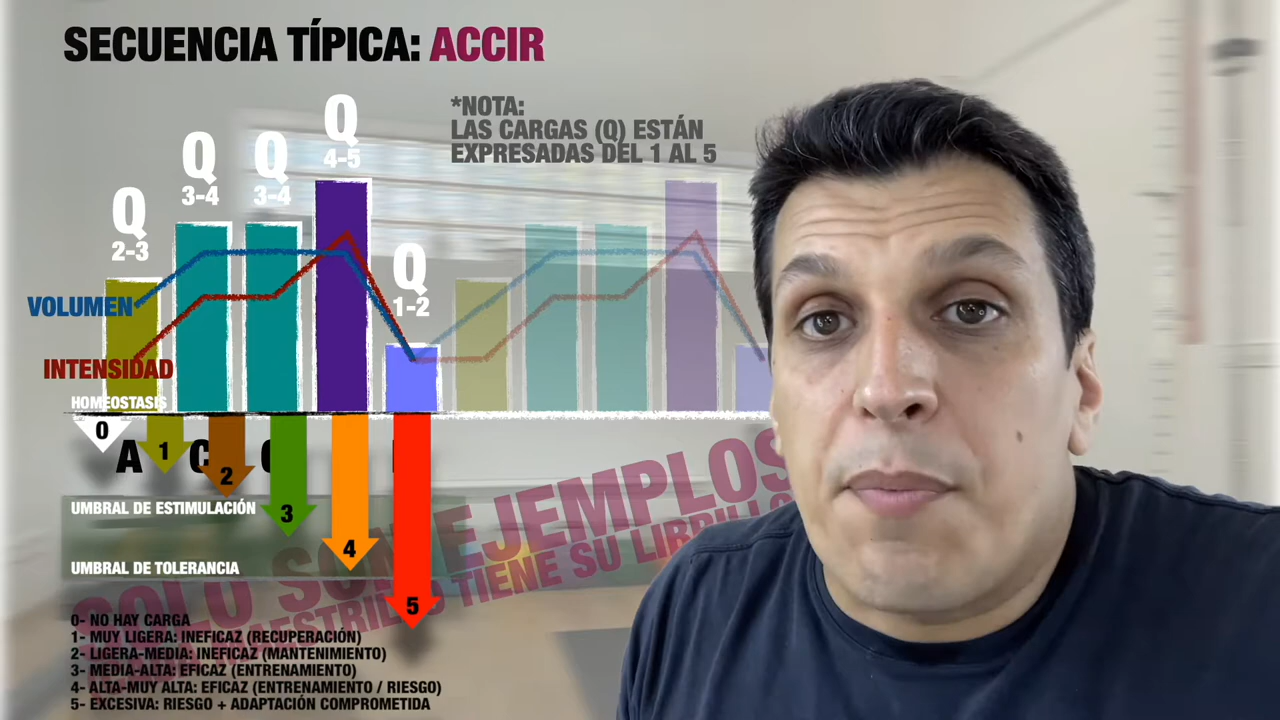 SECUENCIA TÍPICA: ACCIR
*NOTA:
LAS CARGAS (Q) ESTÁN
EXPRESADAS DEL 1 AL 5
Q
4-5
Q
3-4
Q
3-4
Q
2-3
Q
1-2
VOLUMEN
INTENSIDAD
HOMEOSTASIS
0
A
1
C
2
3
4
5
UMBRAL DE ESTIMULACIÓN
UMBRAL DE TOLERANCIA
SOLO SON EJEMPLOS
TIENE SU
0- NO HAY CARGA
1- MUY LIGERA: INEFICAZ (RECUPERACIÓN)
2- LIGERA-MEDIA: INEFICAZ (MANTENIMIENTO)
3- MEDIA-ALTA: EFICAZ (ENTRENAMIENTO)
4- ALTA-MUY ALTA: EFICAZ (ENTRENAMIENTO / RIESGO)
5- EXCESIVA: RIESGO + ADAPTACIÓN COMPROMETIDA